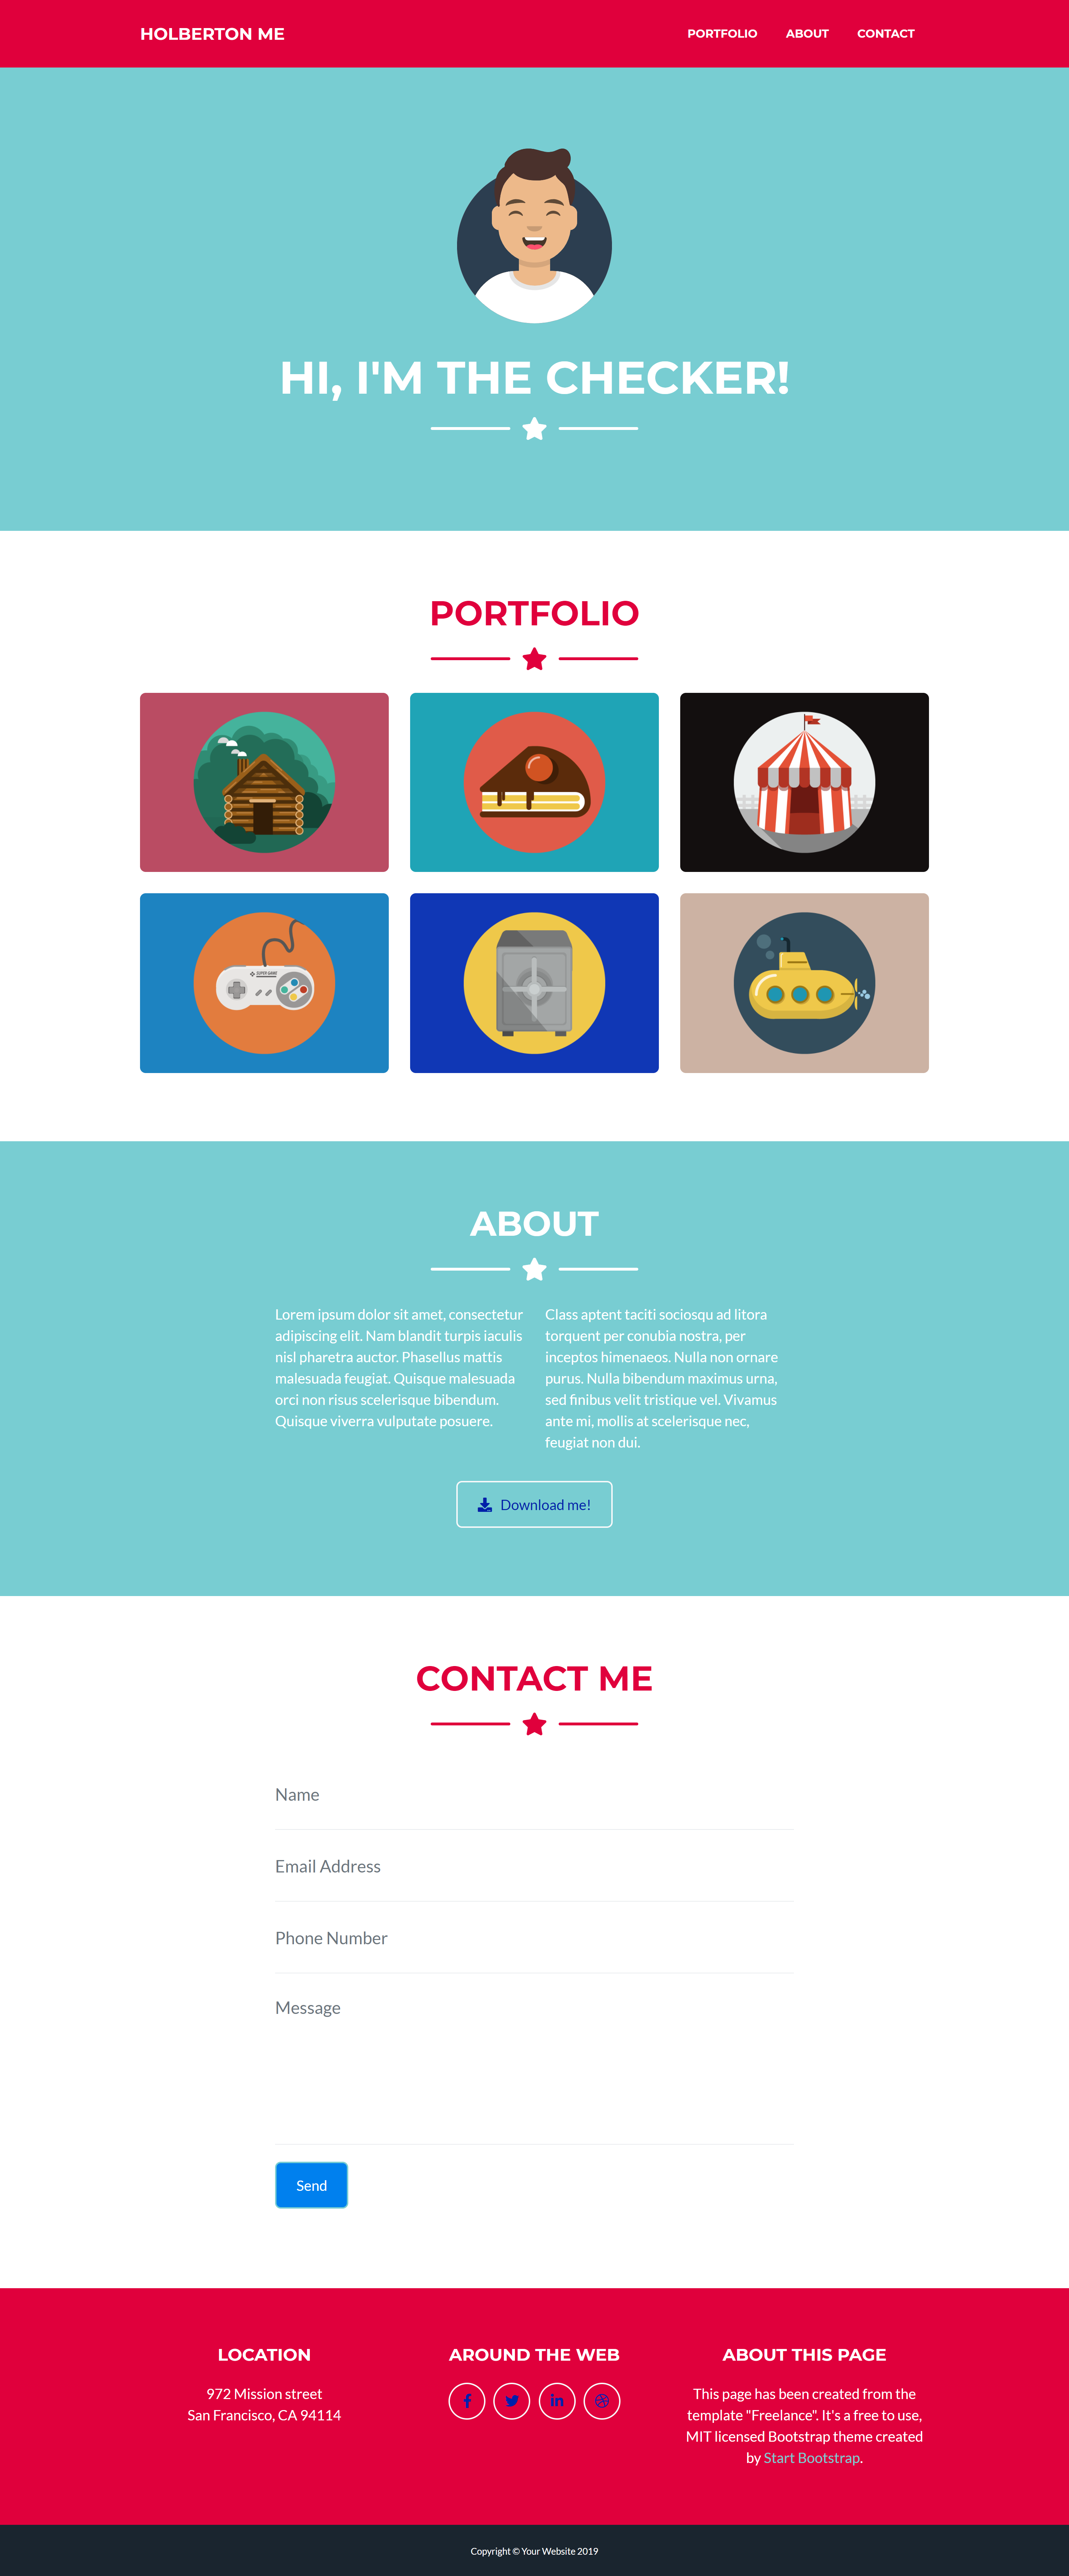 HOLBERTON ME
PORTFOLIO ABOUT CONTACT
HI, I'M THE CHECKER!
PORTFOLIO
SUPER GAME
ABOUT
Lorem ipsum dolor sit amet, consectetur
adipiscing elit. Nam blandit turpis iaculis
nisl pharetra auctor. Phasellus mattis
malesuada feugiat. Quisque malesuada
orci non risus scelerisque bibendum.
Quisque viverra vulputate posuere.
Class aptent taciti sociosqu ad litora
torquent per conubia nostra, per
inceptos himenaeos. Nulla non ornare
purus. Nulla bibendum maximus urna,
sed finibus velit tristique vel. Vivamus
ante mi, mollis at scelerisque nec,
feugiat non dui.
Download me!
CONTACT ME
Name
Email Address
Phone Number
Message
Send
LOCATION
972 Mission street
San Francisco, CA 94114
AROUND THE WEB
ABOUT THIS PAGE
This page has been created from the
template "Freelance". It's a free to use,
MIT licensed Bootstrap theme created
by Start Bootstrap.
Copyright © Your Website 2019